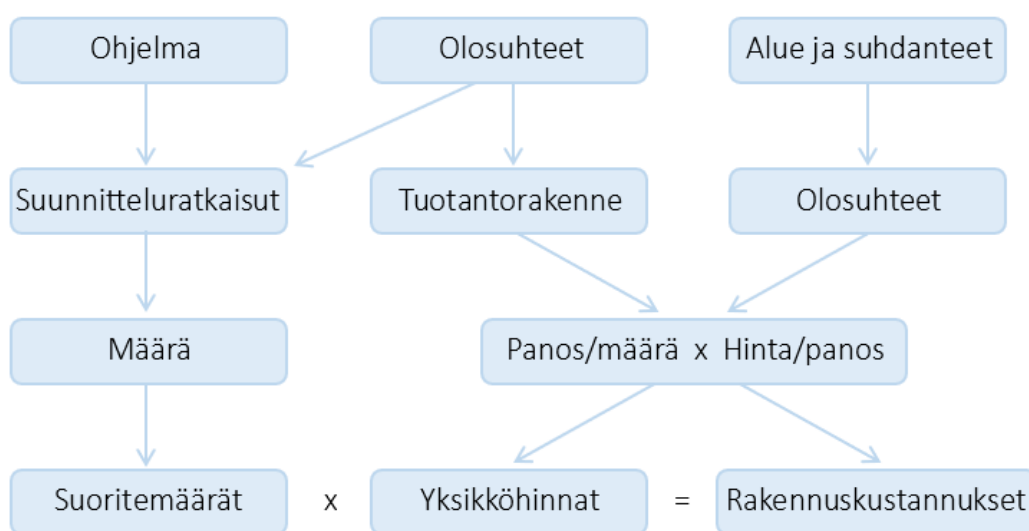 Ohjelma
Olosuhteet
Alue ja suhdanteet
Suunnitteluratkaisut
Tuotantorakenne
Olosuhteet
Määrä
Panos/määrä x Hinta/panos
Suoritemäärät x Yksikköhinnat = Rakennuskustannukset